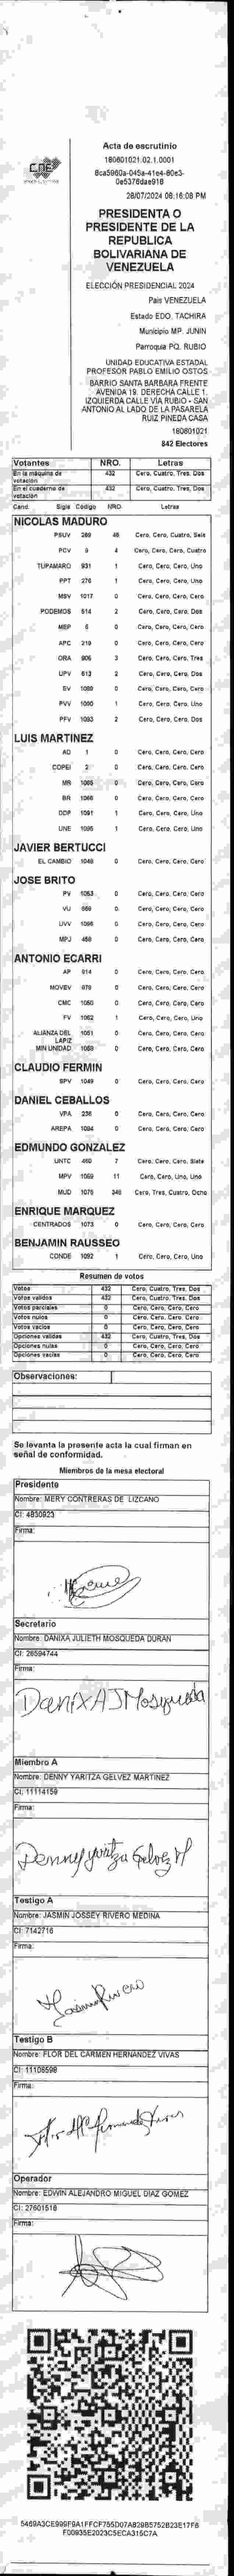 CNE
Acta de escrutinio
180601021.02.1.0001
8ca5960a-045a-41e4-80e3-
0e5376dae918
28/07/2024 08:16:08 PM
PRESIDENTA O
PRESIDENTE DE LA
REPUBLICA
BOLIVARIANA DE
VENEZUELA
ELECCIÓN PRESIDENCIAL 2024
Pais VENEZUELA
Estado EDO. TACHIRA
Municipio MP. JUNIN
Parroquia PQ. RUBIO
UNIDAD EDUCATIVA ESTADAL
PROFESOR PABLO EMILIO OSTOS
BARRIO SANTA BARBARA FRENTE
AVENIDA 19. DERECHA CALLE 1.
IZQUIERDA CALLE VÍA RUBIO - SAN
ANTONIO AL LADO DE LA PASARELA
RUIZ PINEDA CASA
180601021
842 Electores
Votantes NRO. Letras
En la máquina de votación 432 Cero, Cuatro, Tres, Dos
En el cuaderno de votación 432 Cero, Cuatro, Tres, Dos
Cand. Sigla Código NRO. Letras
NICOLAS MADURO
PSUV 269 46 Cero, Cero, Cuatro, Seis
PCV 9 4 Cero, Cero, Cero, Cuatro
TUPAMARO 931 1 Cero, Cero, Cero, Uno
PPT 276 1 Cero, Cero, Cero, Uno
MSV 1017 0 Cero, Cero, Cero, Cero
PODEMOS 514 2 Cero, Cero, Cero, Dos
MEP 6 0 Cero, Cero, Cero, Cero
APC 219 0 Cero, Cero, Cero, Cero
ORA 906 3 Cero, Cero, Cero, Tres
UPV 613 2 Cero, Cero, Cero, Dos
EV 1089 0 Cero, Cero, Cero, Cero
PVV 1090 1 Cero, Cero, Cero, Uno
PFV 1093 2 Cero, Cero, Cero, Dos
LUIS MARTINEZ
AD 1 0 Cero, Cero, Cero, Cero
COPEI 2 0 Cero, Cero, Cero, Cero
MR 1065 0 Cero, Cero, Cero, Cero
BR 1066 0 Cero, Cero, Cero, Cero
DDP 1091 1 Cero, Cero, Cero, Uno
UNE 1095 1 Cero, Cero, Cero, Uno
JAVIER BERTUCCI
EL CAMBIO 1048 0 Cero, Cero, Cero, Cero
JOSE BRITO
PV 1053 0 Cero, Cero, Cero, Cero
VU 868 0 Cero, Cero, Cero, Cero
UVV 1096 0 Cero, Cero, Cero, Cero
MPJ 458 0 Cero, Cero, Cero, Cero
ANTONIO ECARRI
AP 914 0 Cero, Cero, Cero, Cero
MOVEV 978 0 Cero, Cero, Cero, Cero
CMC 1050 0 Cero, Cero, Cero, Cero
FV 1062 1 Cero, Cero, Cero, Uno
ALIANZA DEL LAPIZ 1051 0 Cero, Cero, Cero, Cero
MIN UNIDAD 1058 0 Cero, Cero, Cero, Cero
CLAUDIO FERMIN
SPV 1049 0 Cero, Cero, Cero, Cero
DANIEL CEBALLOS
VPA 236 0 Cero, Cero, Cero, Cero
AREPA 1094 0 Cero, Cero, Cero, Cero
EDMUNDO GONZALEZ
UNTC 460 7 Cero, Cero, Cero, Siete
MPV 1069 11 Cero, Cero, Uno, Uno
MUD 1075 348 Cero, Tres, Cuatro, Ocho
ENRIQUE MARQUEZ
CENTRADOS 1073 0 Cero, Cero, Cero, Cero
BENJAMIN RAUSSEO
CONDE 1092 1 Cero, Cero, Cero, Uno
Resumen de votos
Votos 432 Cero, Cuatro, Tres, Dos
Votos validos 432 Cero, Cuatro, Tres, Dos
Votos parciales 0 Cero, Cero, Cero, Cero
Votos nulos 0 Cero, Cero, Cero, Cero
Votos vacios 0 Cero, Cero, Cero, Cero
Opciones validas 432 Cero, Cuatro, Tres, Dos
Opciones nulas 0 Cero, Cero, Cero, Cero
Opciones vacias 0 Cero, Cero, Cero, Cero
Observaciones:
Se levanta la presente acta la cual firman en
señal de conformidad.
Miembros de la mesa electoral
Presidente
Nombre: MERY CONTRERAS DE LIZCANO
CI: 4830923
Firma:
Secretario
Nombre: DANIXA JULIETH MOSQUEDA DURAN
CI: 26594744
Firma:
DanixA J Mosqueda
Miembro A
Nombre: DENNY YARITZA GELVEZ MARTINEZ
CI: 11114159
Firma:
Denny yaritza Gelvez M
Testigo A
Nombre: JASMIN JOSSEY RIVERO MEDINA
CI: 7142716
Firma:
Testigo B
Nombre: FLOR DEL CARMEN HERNANDEZ VIVAS
CI: 11106598
Firma:
Operador
Nombre: EDWIN ALEJANDRO MIGUEL DIAZ GOMEZ
CI: 27601518
Firma:
5469A3CE999F9A1FFCF755D07A829B5752B23E17F8
F00935E2023C5ECA315C7A